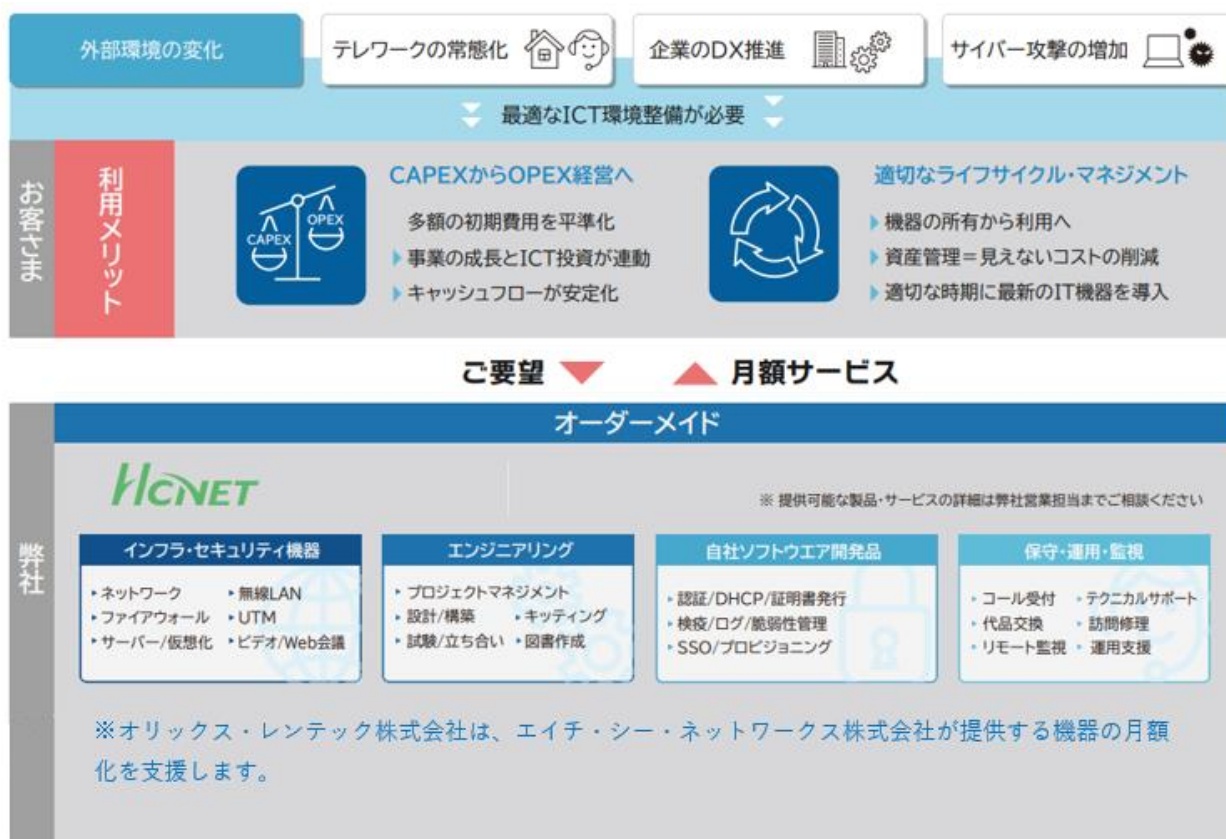 外部環境の変化
テレワークの常態化
企業のDX推進
サイバー攻撃の増加
最適なICT環境整備が必要
お客さま
利用メリット
CAPEX
OPEX
CAPEXからOPEX経営へ
多額の初期費用を平準化
事業の成長とICT投資が連動
キャッシュフローが安定化
適切なライフサイクル・マネジメント
機器の所有から利用へ
資産管理=見えないコストの削減
適切な時期に最新のIT機器を導入
ご要望
月額サービス
弊社
オーダーメイド
HCNET
※ 提供可能な製品・サービスの詳細は弊社営業担当までご相談ください
インフラ・セキュリティ機器
ネットワーク
無線LAN
ファイアウォール
UTM
サーバー/仮想化
ビデオ/Web会議
エンジニアリング
プロジェクトマネジメント
設計/構築
キッティング
試験/立ち合い
図書作成
自社ソフトウエア開発品
認証/DHCP/証明書発行
検疫/ログ/脆弱性管理
SSO/プロビジョニング
保守・運用・監視
コール受付
テクニカルサポート
代品交換
訪問修理
リモート監視
運用支援
※オリックス・レンテック株式会社は、エイチ・シー・ネットワークス株式会社が提供する機器の月額
化を支援します。